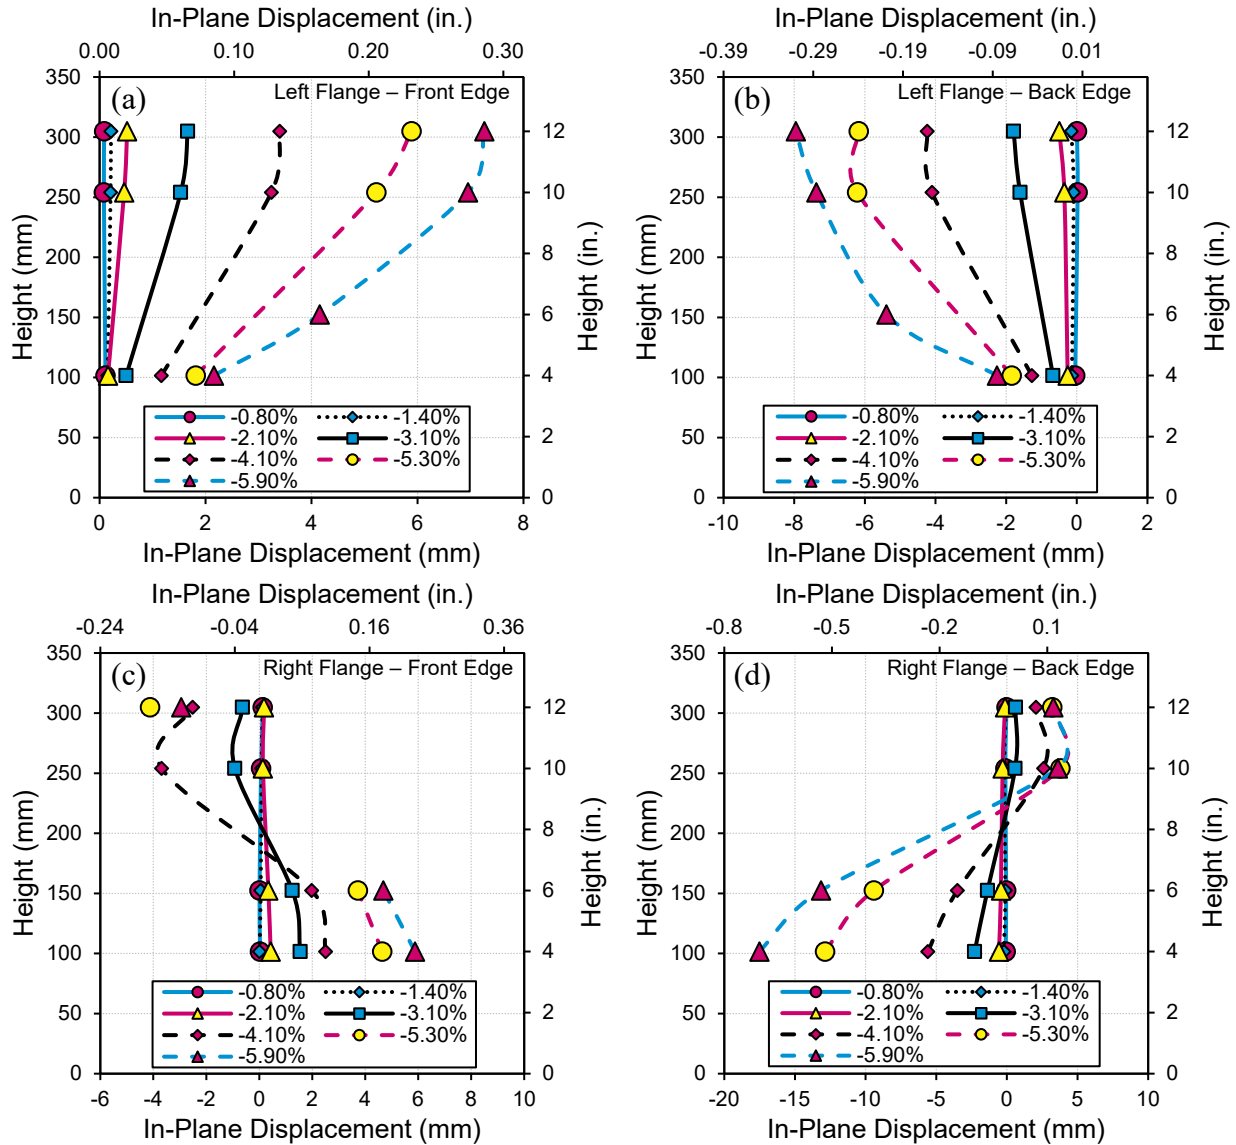 In-Plane Displacement (in.)
0.00 0.10 0.20 0.30
(a)
Left Flange – Front Edge
350
300
250
200
150
100
50
0
Height (mm)
12
10
8
6
4
2
0
Height (in.)
-0.80% -1.40%
-2.10% -3.10%
-4.10% -5.30%
-5.90%
0 2 4 6 8
In-Plane Displacement (mm)
In-Plane Displacement (in.)
-0.39 -0.29 -0.19 -0.09 0.01
(b)
Left Flange – Back Edge
350
300
250
200
150
100
50
0
Height (mm)
12
10
8
6
4
2
0
Height (in.)
-0.80% -1.40%
-2.10% -3.10%
-4.10% -5.30%
-5.90%
-10 -8 -6 -4 -2 0 2
In-Plane Displacement (mm)
In-Plane Displacement (in.)
-0.24 -0.04 0.16 0.36
(c)
Right Flange – Front Edge
350
300
250
200
150
100
50
0
Height (mm)
12
10
8
6
4
2
0
Height (in.)
-0.80% -1.40%
-2.10% -3.10%
-4.10% -5.30%
-5.90%
-6 -4 -2 0 2 4 6 8 10
In-Plane Displacement (mm)
In-Plane Displacement (in.)
-0.8 -0.5 -0.2 0.1
(d)
Right Flange – Back Edge
350
300
250
200
150
100
50
0
Height (mm)
12
10
8
6
4
2
0
Height (in.)
-0.80% -1.40%
-2.10% -3.10%
-4.10% -5.30%
-5.90%
-20 -15 -10 -5 0 5 10
In-Plane Displacement (mm)